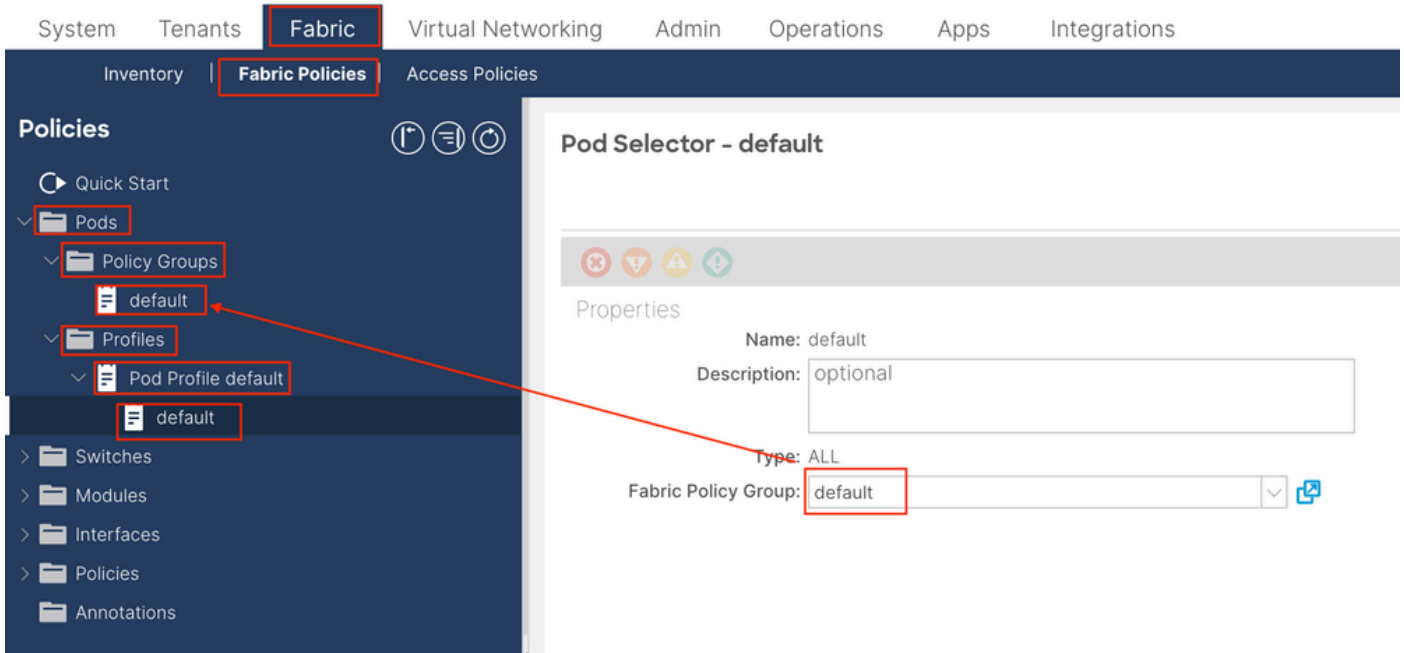 System Tenants Fabric Virtual Networking Admin Operations Apps Integrations
Inventory | Fabric Policies | Access Policies
Policies
Quick Start
Pods
Policy Groups
default
Profiles
Pod Profile default
default
Switches
Modules
Interfaces
Policies
Annotations
Pod Selector - default
Properties
Name: default
Description: optional
Type: ALL
Fabric Policy Group: default